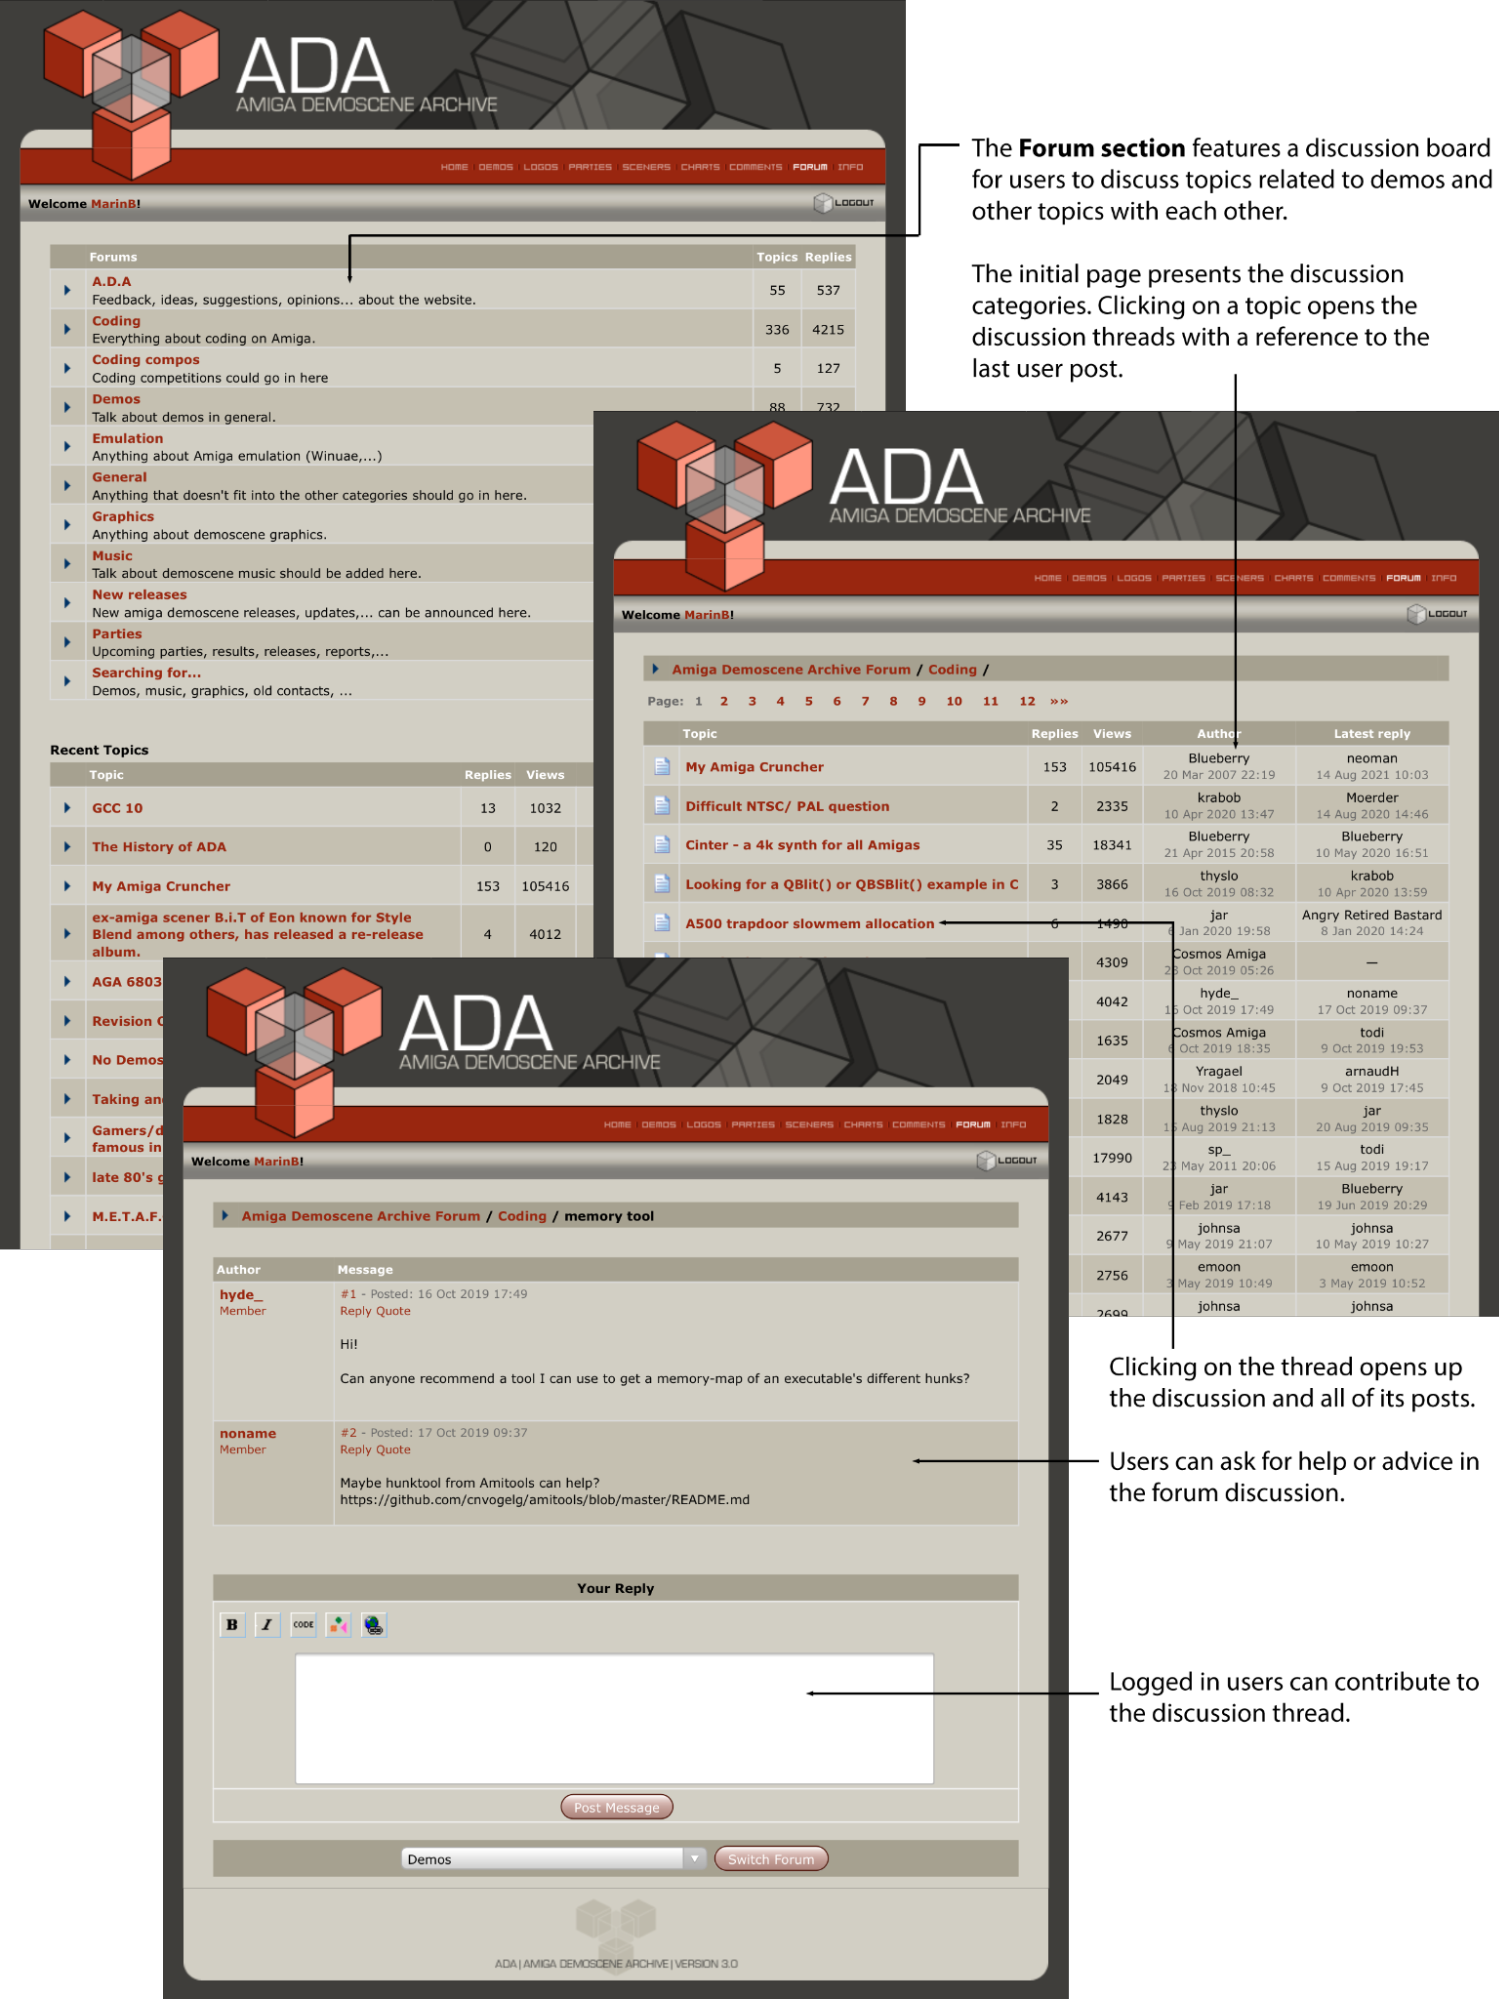 ADA
AMIGA DEMOSCENE ARCHIVE
HOME | DEMOS | LOGOS | PARTIES | SCENERS | CHARTS | COMMENTS | FORUM | INFO
Welcome MarinB!
LOGOUT
Forums Topics Replies
A.D.A
Feedback, ideas, suggestions, opinions... about the website.
55 537
Coding
Everything about coding on Amiga.
336 4215
Coding compos
Coding competitions could go in here
5 127
Demos
Talk about demos in general.
88 732
Emulation
Anything about Amiga emulation (Winuae,...)
General
Anything that doesn't fit into the other categories should go in here.
Graphics
Anything about demoscene graphics.
Music
Talk about demoscene music should be added here.
New releases
New amiga demoscene releases, updates,... can be announced here.
Parties
Upcoming parties, results, releases, reports,...
Searching for...
Demos, music, graphics, old contacts, ...
Recent Topics
Topic Replies Views
GCC 10 13 1032
The History of ADA 0 120
My Amiga Cruncher 153 105416
ex-amiga scener B.i.T of Eon known for Style
Blend among others, has released a re-release
album.
4 4012
AGA 6803
Revision
No Demos
Taking an
Gamers/d
famous in
late 80's
M.E.T.A.F.
The Forum section features a discussion board
for users to discuss topics related to demos and
other topics with each other.
The initial page presents the discussion
categories. Clicking on a topic opens the
discussion threads with a reference to the
last user post.
ADA
AMIGA DEMOSCENE ARCHIVE
HOME | DEMOS | LOGOS | PARTIES | SCENERS | CHARTS | COMMENTS | FORUM | INFO
Welcome MarinB!
LOGOUT
Amiga Demoscene Archive Forum / Coding /
Page: 1 2 3 4 5 6 7 8 9 10 11 12 »»
Topic Replies Views Author Latest reply
My Amiga Cruncher 153 105416 Blueberry neoman
20 Mar 2007 22:19 14 Aug 2021 10:03
Difficult NTSC/ PAL question 2 2335 krabob Moerder
10 Apr 2020 13:47 14 Aug 2020 14:46
Cinter - a 4k synth for all Amigas 35 18341 Blueberry Blueberry
21 Apr 2015 20:58 10 May 2020 16:51
Looking for a QBlit() or QBSBlit() example in C 3 3866 thyslo krabob
16 Oct 2019 08:32 10 Apr 2020 13:59
A500 trapdoor slowmem allocation 6 1490 jar Angry Retired Bastard
6 Jan 2020 19:58 8 Jan 2020 14:24
4309 Cosmos Amiga —
23 Oct 2019 05:26
4042 hyde_ noname
16 Oct 2019 17:49 17 Oct 2019 09:37
1635 Cosmos Amiga todi
6 Oct 2019 18:35 9 Oct 2019 19:53
2049 Yragael arnaudH
18 Nov 2018 10:45 9 Oct 2019 17:45
1828 thyslo jar
15 Aug 2019 21:13 20 Aug 2019 09:35
17990 sp_ todi
23 May 2011 20:06 15 Aug 2019 19:17
4143 jar Blueberry
9 Feb 2019 17:18 19 Jun 2019 20:29
2677 johnsa johnsa
9 May 2019 21:07 10 May 2019 10:27
2756 emoon emoon
3 May 2019 10:49 3 May 2019 10:52
2699 johnsa johnsa
ADA
AMIGA DEMOSCENE ARCHIVE
HOME | DEMOS | LOGOS | PARTIES | SCENERS | CHARTS | COMMENTS | FORUM | INFO
Welcome MarinB!
LOGOUT
Amiga Demoscene Archive Forum / Coding / memory tool
Author Message
hyde_
Member
#1 - Posted: 16 Oct 2019 17:49
Reply Quote
Hi!
Can anyone recommend a tool I can use to get a memory-map of an executable's different hunks?
noname
Member
#2 - Posted: 17 Oct 2019 09:37
Reply Quote
Maybe hunktool from Amitools can help?
https://github.com/cnvogelg/amitools/blob/master/README.md
Your Reply
B I CODE
Post Message
Demos Switch Forum
ADA | AMIGA DEMOSCENE ARCHIVE | VERSION 3.0
Clicking on the thread opens up
the discussion and all of its posts.
Users can ask for help or advice in
the forum discussion.
Logged in users can contribute to
the discussion thread.